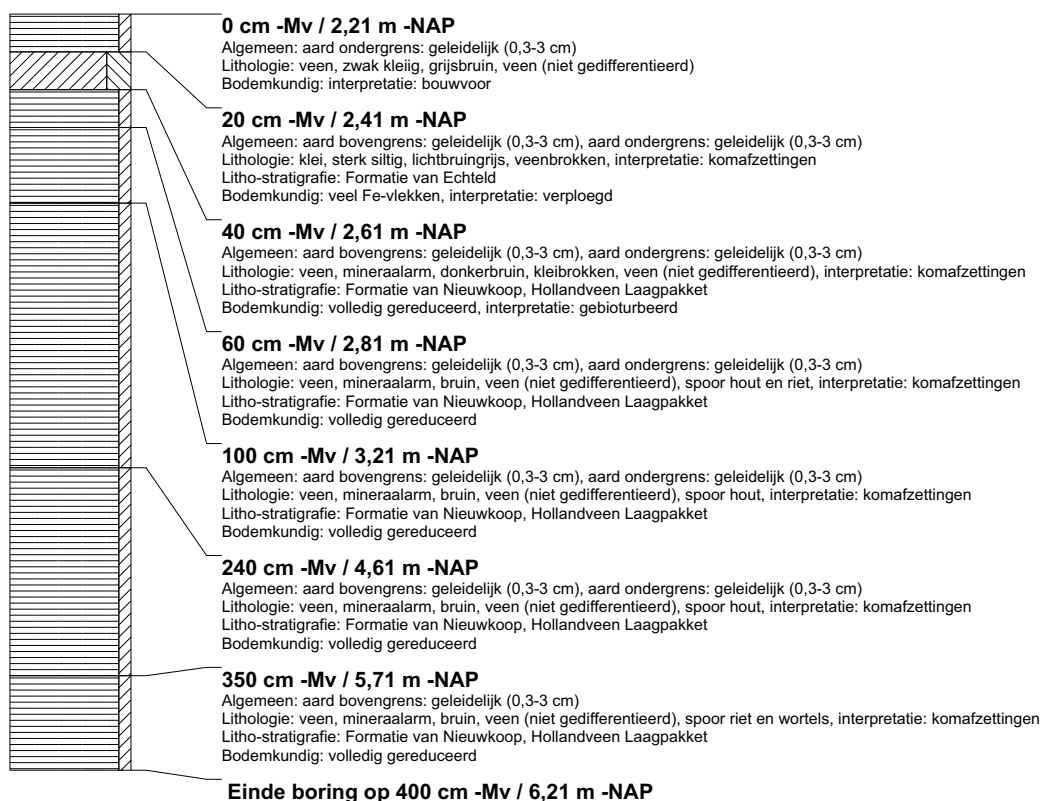 0 cm -Mv / 2,21 m -NAP
Algemeen: aard ondergrens: geleidelijk (0,3-3 cm)
Lithologie: veen, zwak kleiig, grijsbruin, veen (niet gedifferentieerd)
Bodemkundig: interpretatie: bouwvoor
20 cm -Mv / 2,41 m -NAP
Algemeen: aard bovengrens: geleidelijk (0,3-3 cm), aard ondergrens: geleidelijk (0,3-3 cm)
Lithologie: klei, sterk siltig, lichtbruingrijs, veenbrokken, interpretatie: komafzettingen
Litho-stratigrafie: Formatie van Echteld
Bodemkundig: veel Fe-vlekken, interpretatie: verploegd
40 cm -Mv / 2,61 m -NAP
Algemeen: aard bovengrens: geleidelijk (0,3-3 cm), aard ondergrens: geleidelijk (0,3-3 cm)
Lithologie: veen, mineraalarm, donkerbruin, kleibrokken, veen (niet gedifferentieerd), interpretatie: komafzettingen
Litho-stratigrafie: Formatie van Nieuwkoop, Hollandveen Laagpakket
Bodemkundig: volledig gereduceerd, interpretatie: gebioturbeerd
60 cm -Mv / 2,81 m -NAP
Algemeen: aard bovengrens: geleidelijk (0,3-3 cm), aard ondergrens: geleidelijk (0,3-3 cm)
Lithologie: veen, mineraalarm, bruin, veen (niet gedifferentieerd), spoor hout en riet, interpretatie: komafzettingen
Litho-stratigrafie: Formatie van Nieuwkoop, Hollandveen Laagpakket
Bodemkundig: volledig gereduceerd
100 cm -Mv / 3,21 m -NAP
Algemeen: aard bovengrens: geleidelijk (0,3-3 cm), aard ondergrens: geleidelijk (0,3-3 cm)
Lithologie: veen, mineraalarm, bruin, veen (niet gedifferentieerd), spoor hout, interpretatie: komafzettingen
Litho-stratigrafie: Formatie van Nieuwkoop, Hollandveen Laagpakket
Bodemkundig: volledig gereduceerd
240 cm -Mv / 4,61 m -NAP
Algemeen: aard bovengrens: geleidelijk (0,3-3 cm), aard ondergrens: geleidelijk (0,3-3 cm)
Lithologie: veen, mineraalarm, bruin, veen (niet gedifferentieerd), spoor hout, interpretatie: komafzettingen
Litho-stratigrafie: Formatie van Nieuwkoop, Hollandveen Laagpakket
Bodemkundig: volledig gereduceerd
350 cm -Mv / 5,71 m -NAP
Algemeen: aard bovengrens: geleidelijk (0,3-3 cm)
Lithologie: veen, mineraalarm, bruin, veen (niet gedifferentieerd), spoor riet en wortels, interpretatie: komafzettingen
Litho-stratigrafie: Formatie van Nieuwkoop, Hollandveen Laagpakket
Bodemkundig: volledig gereduceerd
Einde boring op 400 cm -Mv / 6,21 m -NAP